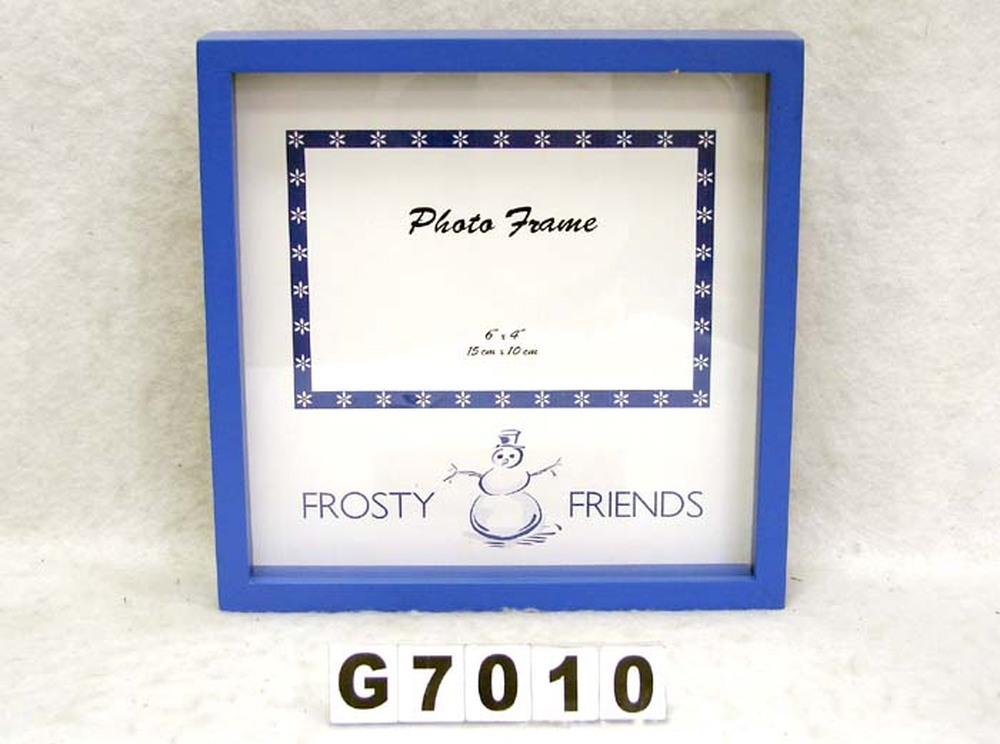 Photo Frame
6" x 4"
15 cm x 10 cm
FROSTY FRIENDS
G7010